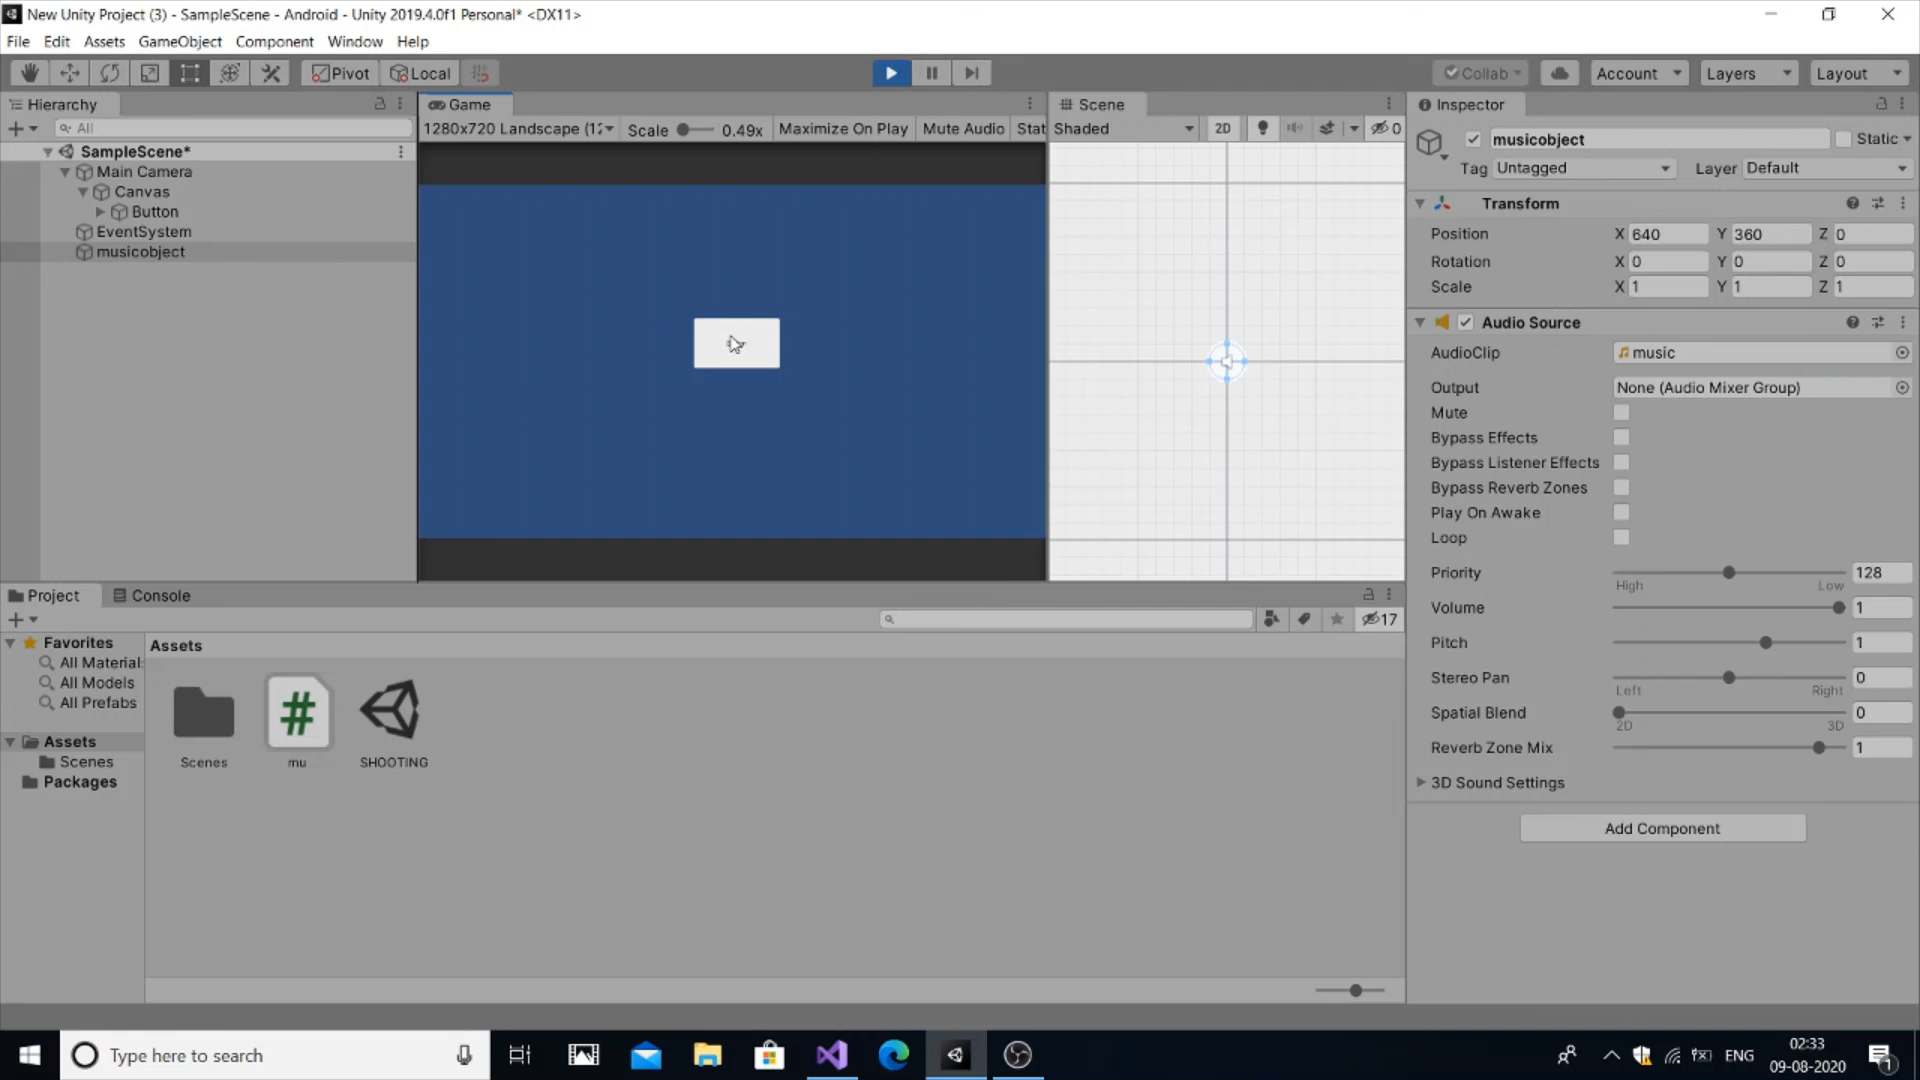 New Unity Project (3) - SampleScene - Android - Unity 2019.4.0f1 Personal* <DX11>
File Edit Assets GameObject Component Window Help
Pivot Local Collab Account Layers Layout
Hierarchy
All
SampleScene*
Main Camera
Canvas
Button
EventSystem
musicobject
Game
1280x720 Landscape (12 Scale 0.49x Maximize On Play Mute Audio Stat
Scene
Shaded 2D 0
Inspector
musicobject Static
Tag Untagged Layer Default
Transform
Position X 640 Y 360 Z 0
Rotation X 0 Y 0 Z 0
Scale X 1 Y 1 Z 1
Audio Source
AudioClip music
Output None (Audio Mixer Group)
Mute
Bypass Effects
Bypass Listener Effects
Bypass Reverb Zones
Play On Awake
Loop
Priority 128
High Low
Volume 1
Pitch 1
Stereo Pan 0
Left Right
Spatial Blend 0
2D 3D
Reverb Zone Mix 1
3D Sound Settings
Add Component
Project Console
17
Favorites
All Material
All Models
All Prefabs
Assets
Scenes
Packages
Assets
Scenes mu SHOOTING
Type here to search
ENG
02:33
09-08-2020
1